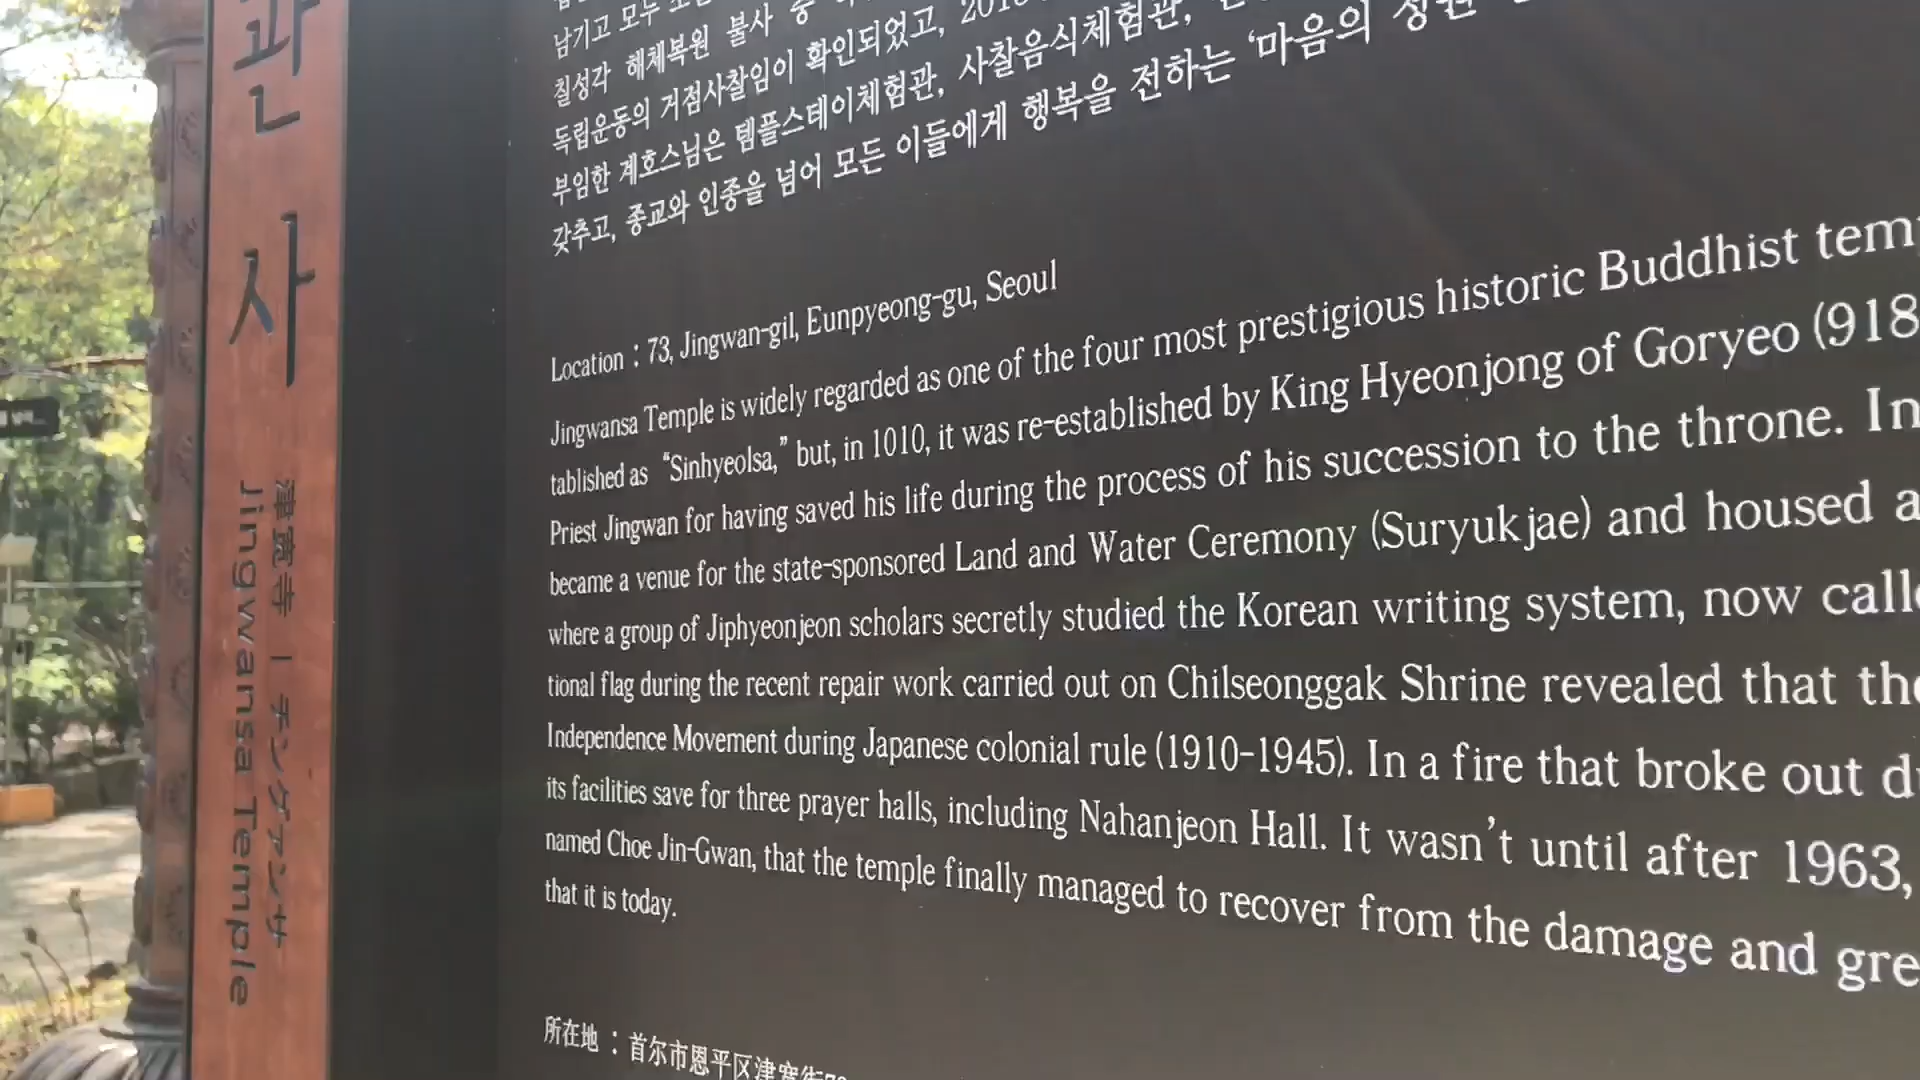 관
사
津寛寺 | チングァンサ
Jingwansa Temple
남기고 모두
칠성각 해체복원 불사 중
독립운동의 거점사찰임이 확인되었고,
부임한 계호스님은 템플스테이체험관, 사찰음식체험관,
갖추고, 종교와 인종을 넘어 모든 이들에게 행복을 전하는 ‘마음의 정원
Location : 73, Jingwan-gil, Eunpyeong-gu, Seoul
Jingwansa Temple is widely regarded as one of the four most prestigious historic Buddhist tem
tablished as “Sinhyeolsa,” but, in 1010, it was re-established by King Hyeonjong of Goryeo (918
Priest Jingwan for having saved his life during the process of his succession to the throne. In
became a venue for the state-sponsored Land and Water Ceremony (Suryukjae) and housed a
where a group of Jiphyeonjeon scholars secretly studied the Korean writing system, now calle
tional flag during the recent repair work carried out on Chilseonggak Shrine revealed that the
Independence Movement during Japanese colonial rule (1910-1945). In a fire that broke out du
its facilities save for three prayer halls, including Nahanjeon Hall. It wasn’t until after 1963,
named Choe Jin-Gwan, that the temple finally managed to recover from the damage and gre
that it is today.
所在地 : 首尔市恩平区津宽街73